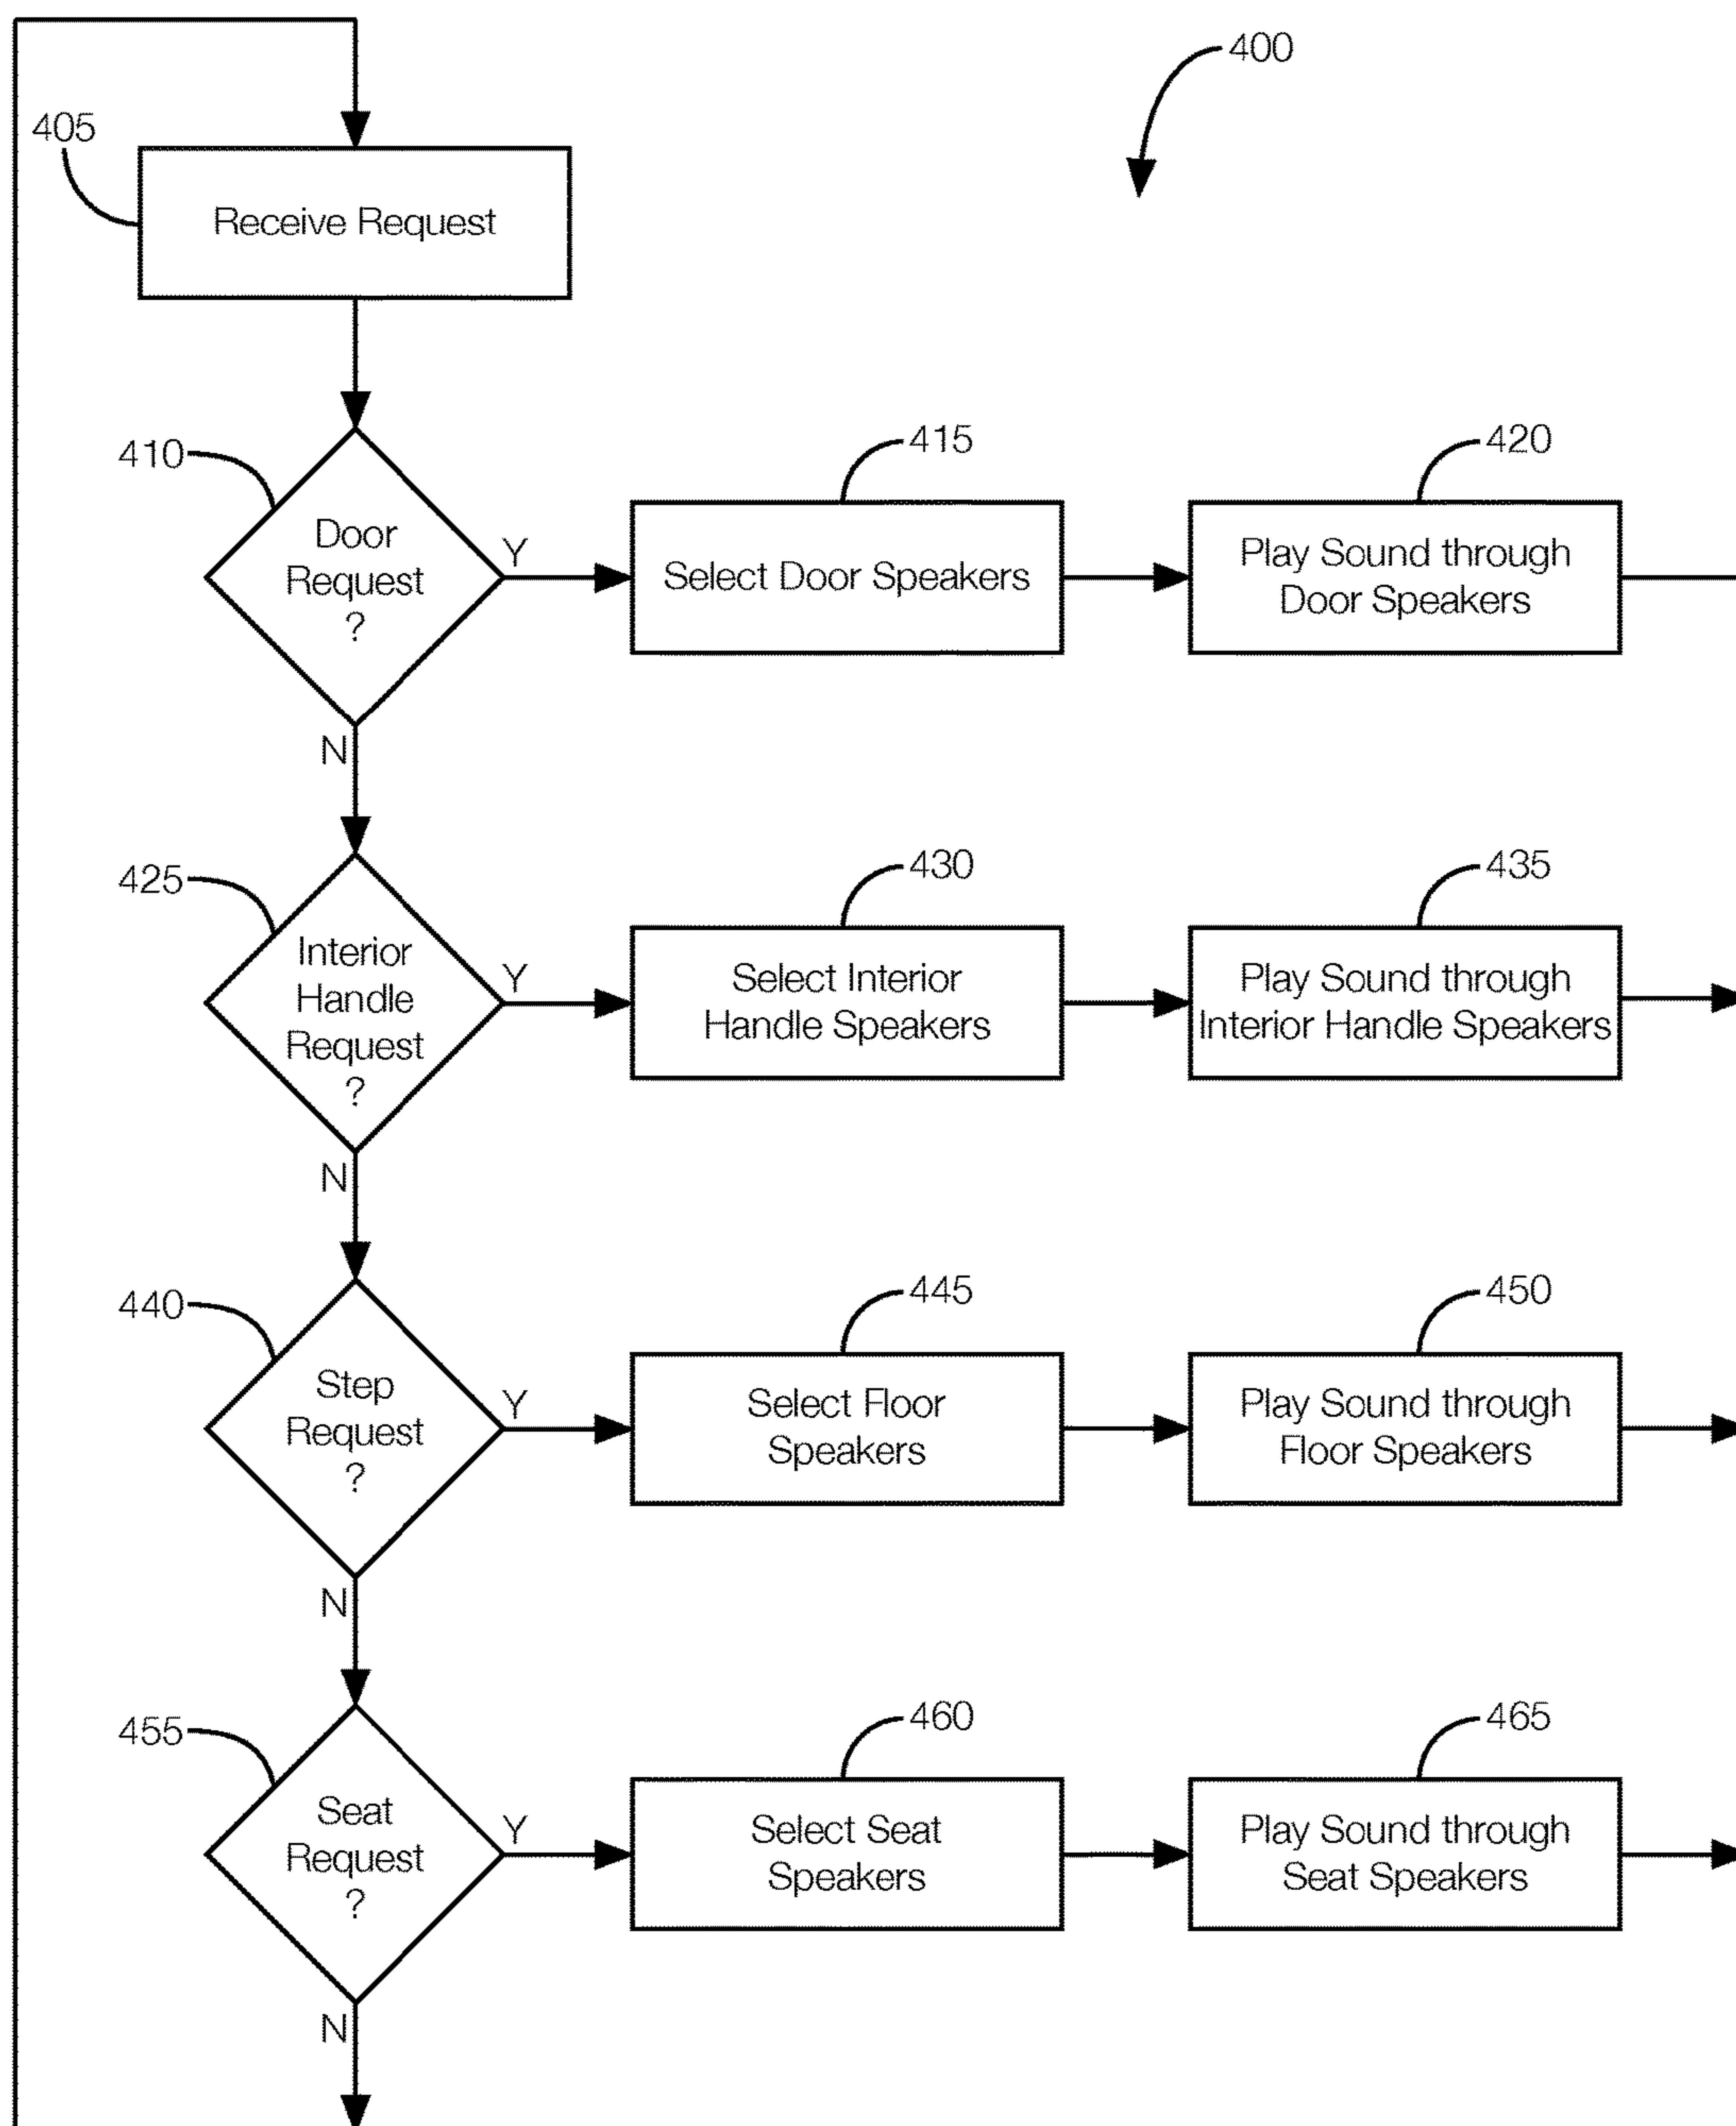 400
405
Receive Request
410
415
420
Door
Request
?
Y
Select Door Speakers
Play Sound through
Door Speakers
N
425
430
435
Interior
Handle
Request
?
Y
Select Interior
Handle Speakers
Play Sound through
Interior Handle Speakers
N
440
445
450
Step
Request
?
Y
Select Floor
Speakers
Play Sound through
Floor Speakers
N
455
460
465
Seat
Request
?
Y
Select Seat
Speakers
Play Sound through
Seat Speakers
N